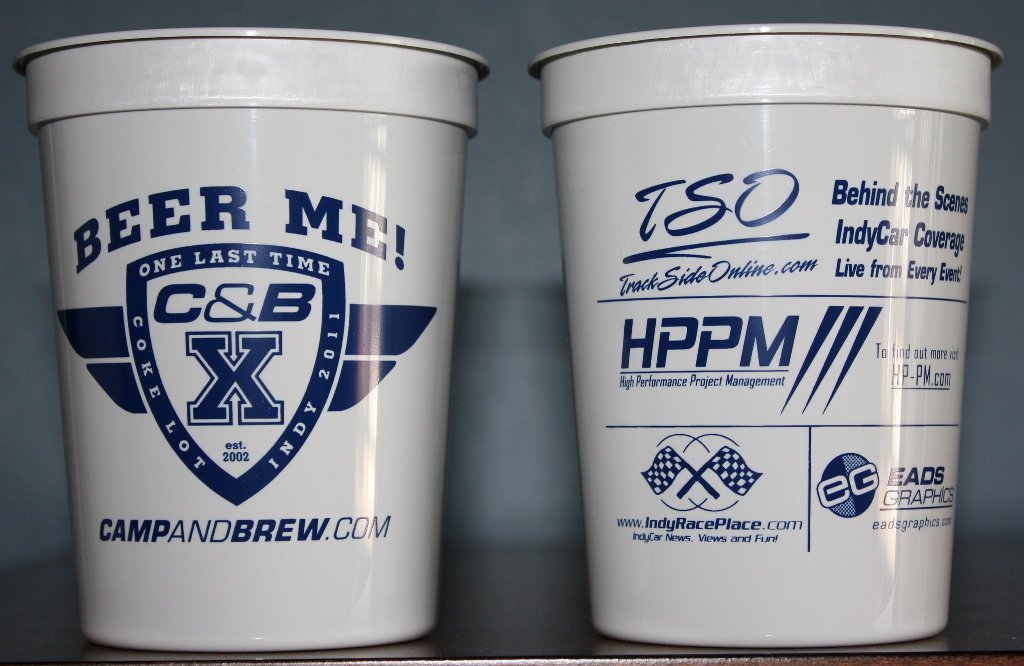 BEER ME!
ONE LAST TIME
C&B
X
COKE LOT
INDY 2011
est.
2002
CAMPANDBREW.COM
TSO
TrackSideOnline.com
Behind the Scenes
IndyCar Coverage
Live from Every Event!
HPPM
High Performance Project Management
To find out more visit
HP-PM.com
www.IndyRacePlace.com
IndyCar News, Views and Fun!
EG
EADS
GRAPHICS
eadsgraphics.com